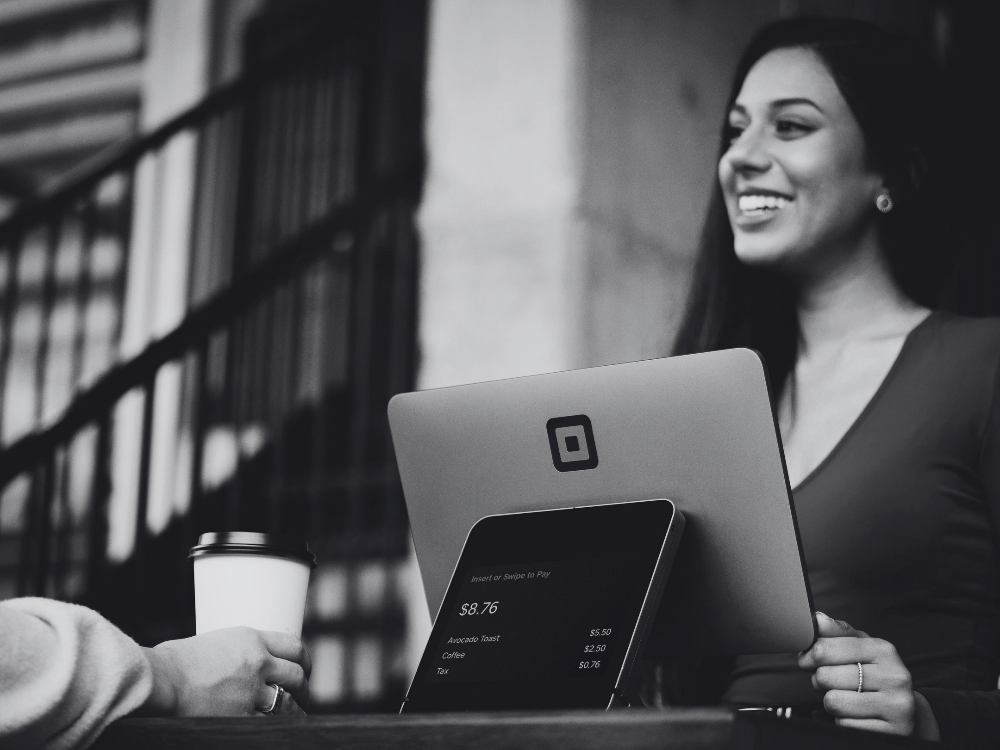 Insert or Swipe to Pay
$8.76
Avocado Toast $5.50
Coffee $2.50
Tax $0.76